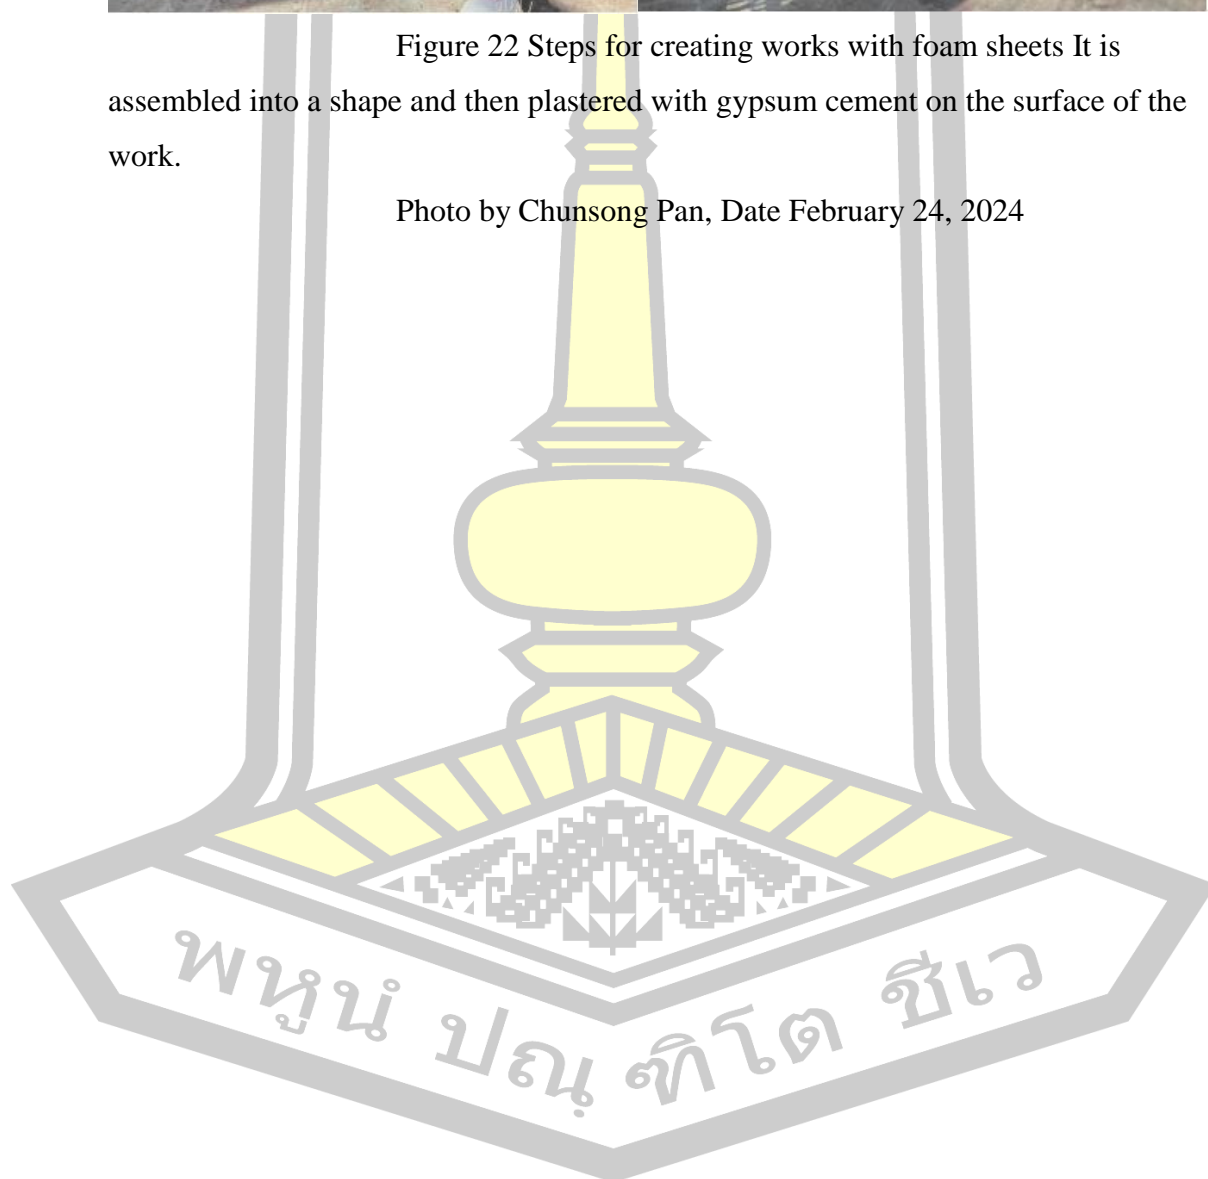 Figure 22 Steps for creating works with foam sheets It is
assembled into a shape and then plastered with gypsum cement on the surface of the
work.
Photo by Chunsong Pan, Date February 24, 2024
พหูนํ ปณฺ ฑิโต ชีเว